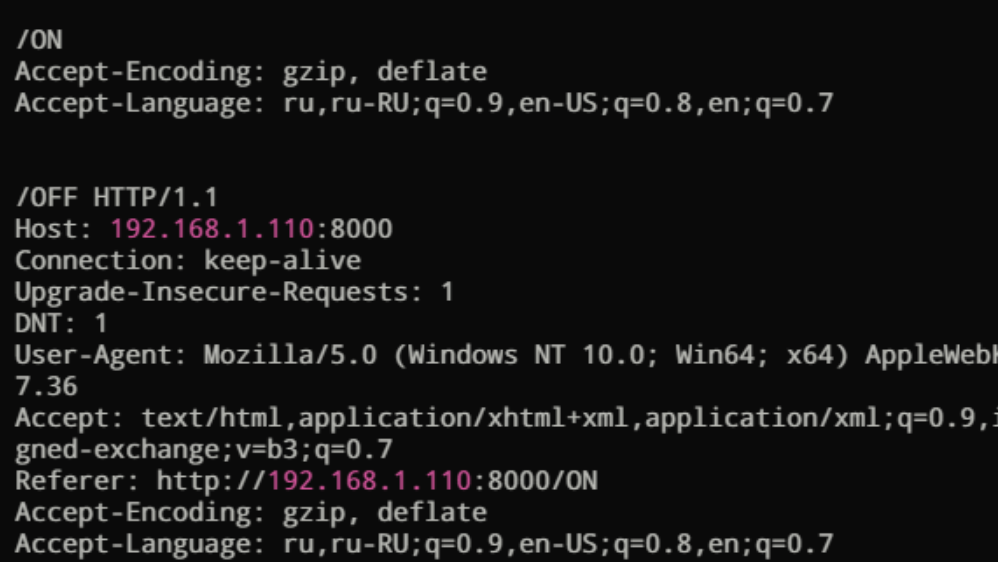 /ON
Accept-Encoding: gzip, deflate
Accept-Language: ru,ru-RU;q=0.9,en-US;q=0.8,en;q=0.7
/OFF HTTP/1.1
Host: 192.168.1.110:8000
Connection: keep-alive
Upgrade-Insecure-Requests: 1
DNT: 1
User-Agent: Mozilla/5.0 (Windows NT 10.0; Win64; x64)
7.36
Accept: text/html,application/xhtml+xml,application/xml;q=0.9,
gned-exchange;v=b3;q=0.7
Referer: http://192.168.1.110:8000/ON
Accept-Encoding: gzip, deflate
Accept-Language: ru,ru-RU;q=0.9,en-US;q=0.8,en;q=0.7